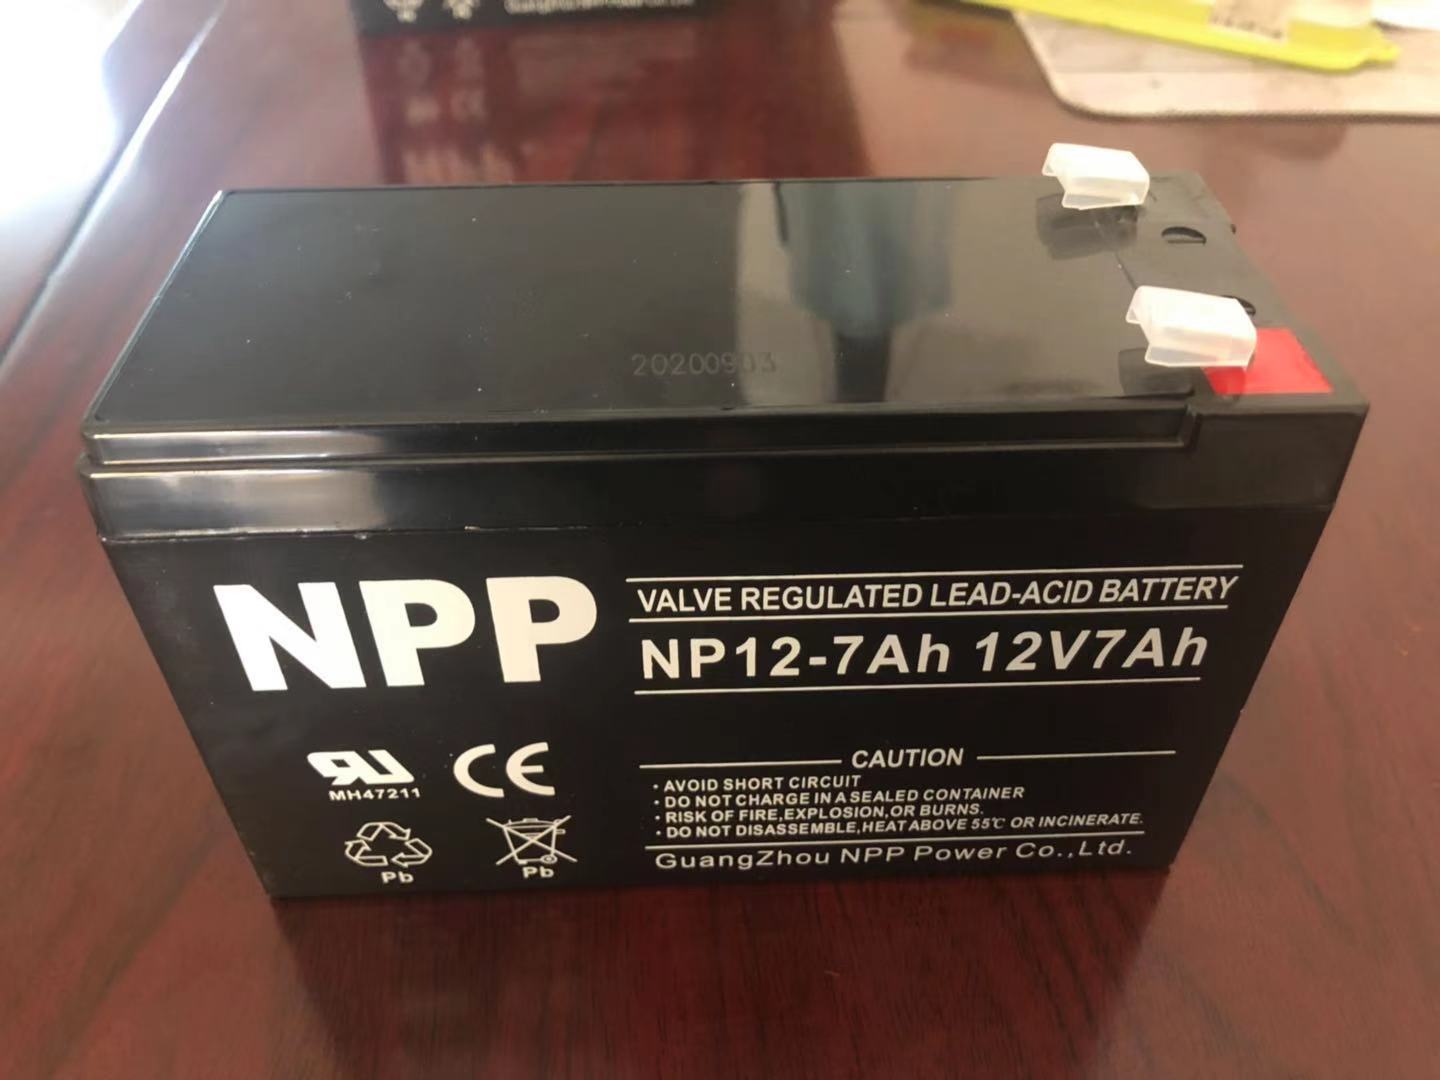 20200903
NPP
VALVE REGULATED LEAD-ACID BATTERY
NP12-7Ah 12V7Ah
MH47211
CE
Pb
Pb
CAUTION
· AVOID SHORT CIRCUIT
· DO NOT CHARGE IN A SEALED CONTAINER
· RISK OF FIRE,EXPLOSION,OR BURNS.
· DO NOT DISASSEMBLE,HEAT ABOVE 55℃ OR INCINERATE.
GuangZhou NPP Power Co.,Ltd.